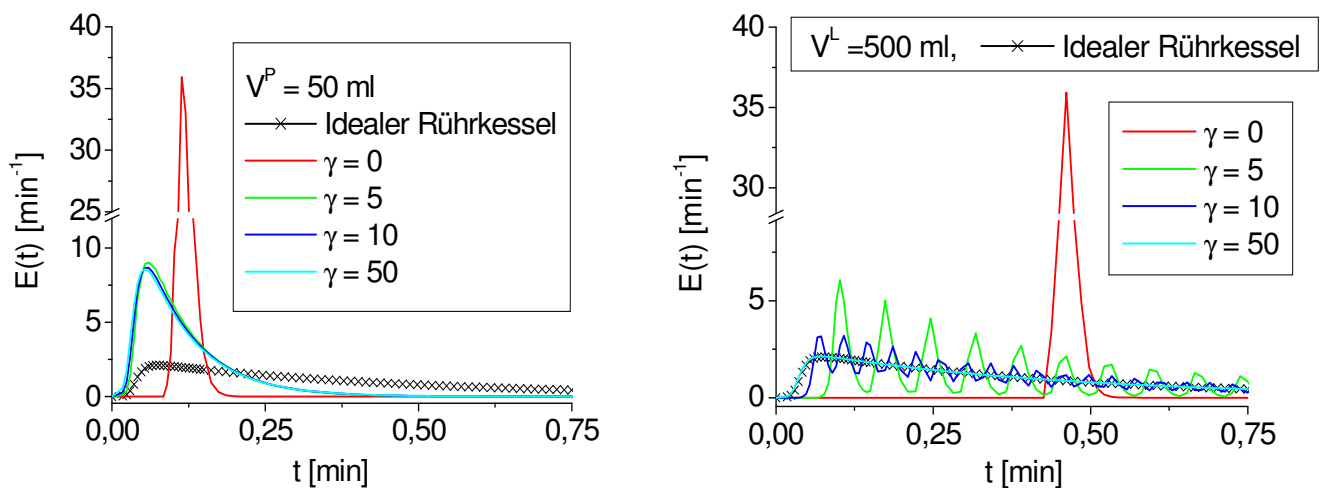 40
35
30
25
10
5
0
E(t) [min⁻¹]
Vᴾ = 50 ml
Idealer Rührkessel
γ = 0
γ = 5
γ = 10
γ = 50
0,00 0,25 0,50 0,75
t [min]
Vᴸ =500 ml, Idealer Rührkessel
40
35
30
5
0
E(t) [min⁻¹]
γ = 0
γ = 5
γ = 10
γ = 50
0,00 0,25 0,50 0,75
t [min]